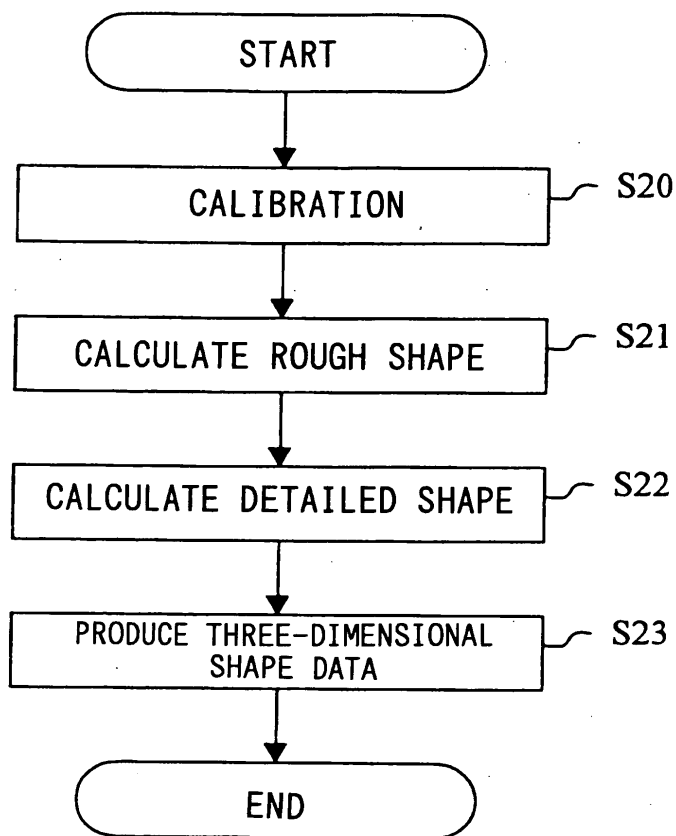 START
CALIBRATION
S20
CALCULATE ROUGH SHAPE
S21
CALCULATE DETAILED SHAPE
S22
PRODUCE THREE-DIMENSIONAL
SHAPE DATA
S23
END